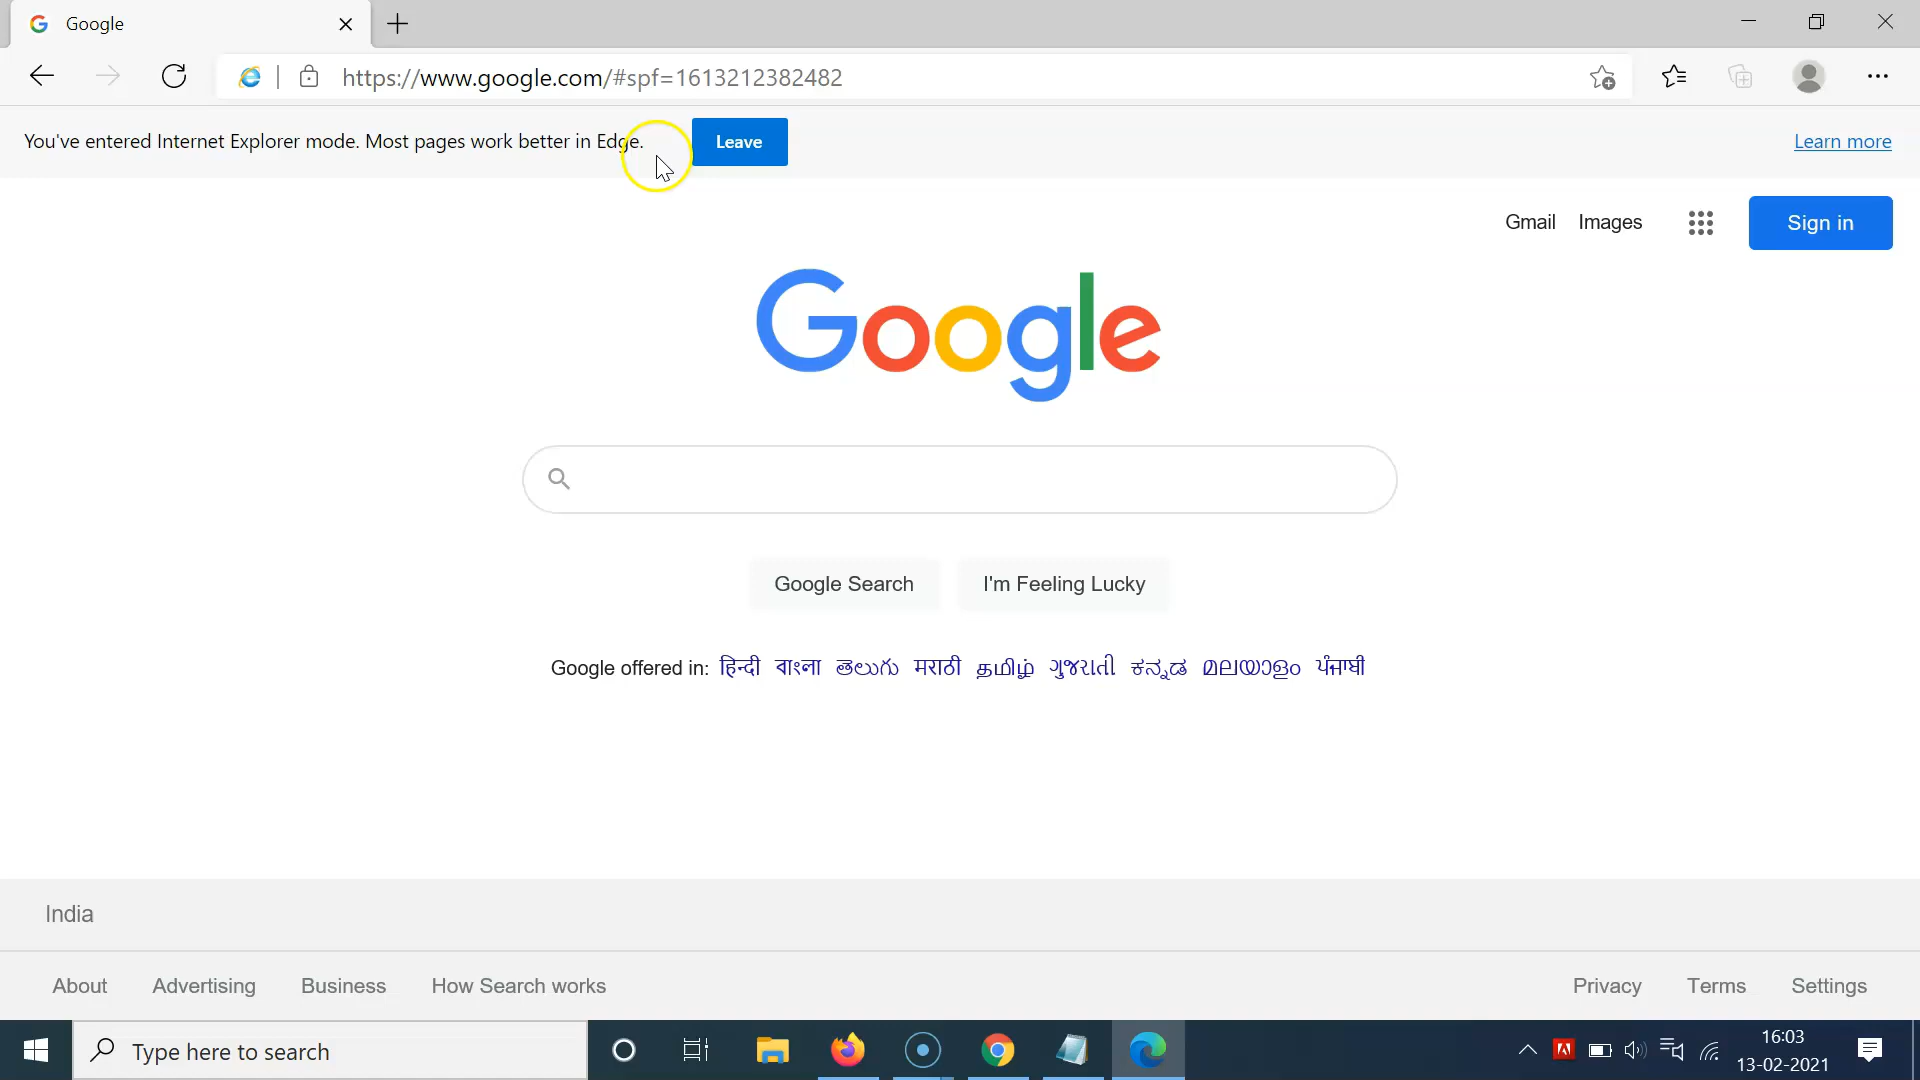 Google
https://www.google.com/#spf=1613212382482
You've entered Internet Explorer mode. Most pages work better in Edge.
Leave
Learn more
Gmail Images Sign in
Google
Google Search I'm Feeling Lucky
Google offered in: हिन्दी বাংলা తెలుగు मराठी தமிழ் ગુજરાતી ಕನ್ನಡ മലയാളം ਪੰਜਾਬੀ
India
About Advertising Business How Search works Privacy Terms Settings
Type here to search
16:03
13-02-2021